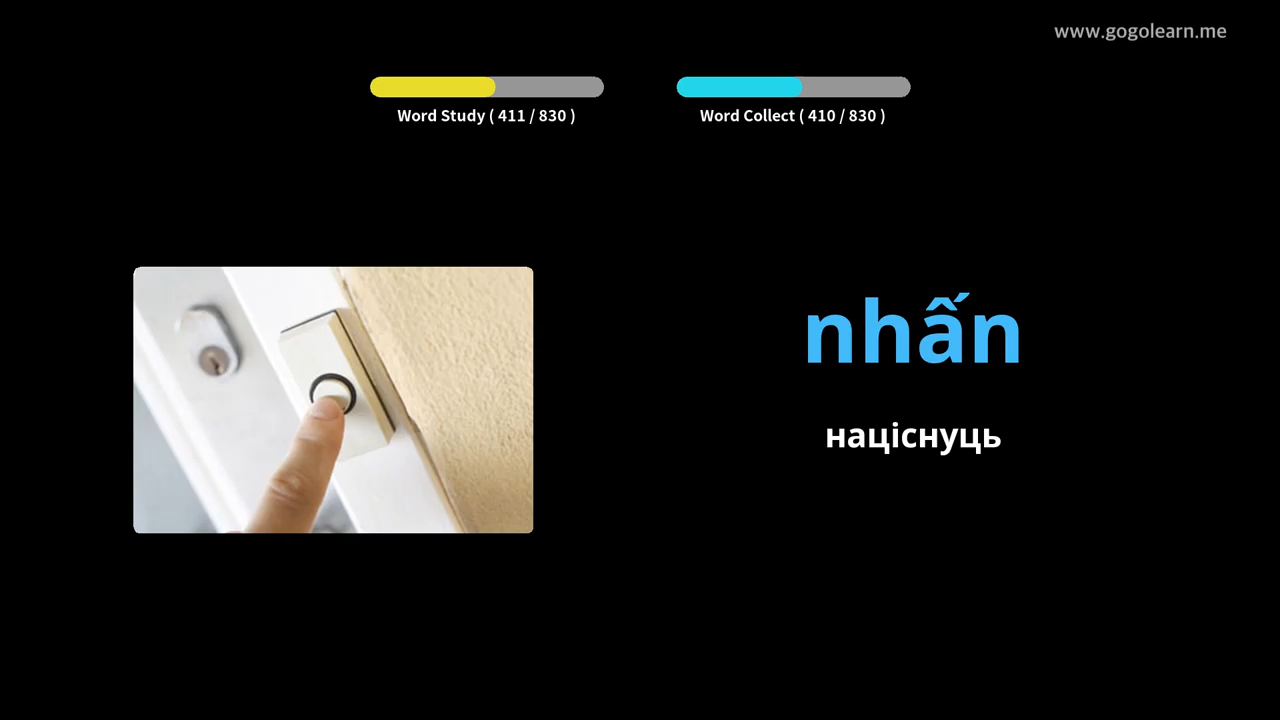 www.gogolearn.me
Word Study ( 411 / 830 )
Word Collect ( 410 / 830 )
nhấn
націснуць